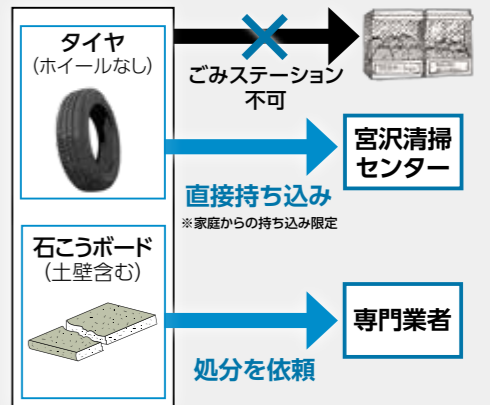 タイヤ
(ホイールなし)
ごみステーション
不可
宮沢清掃
センター
直接持ち込み
※家庭からの持ち込み限定
石こうボード
(土壁含む)
専門業者
処分を依頼